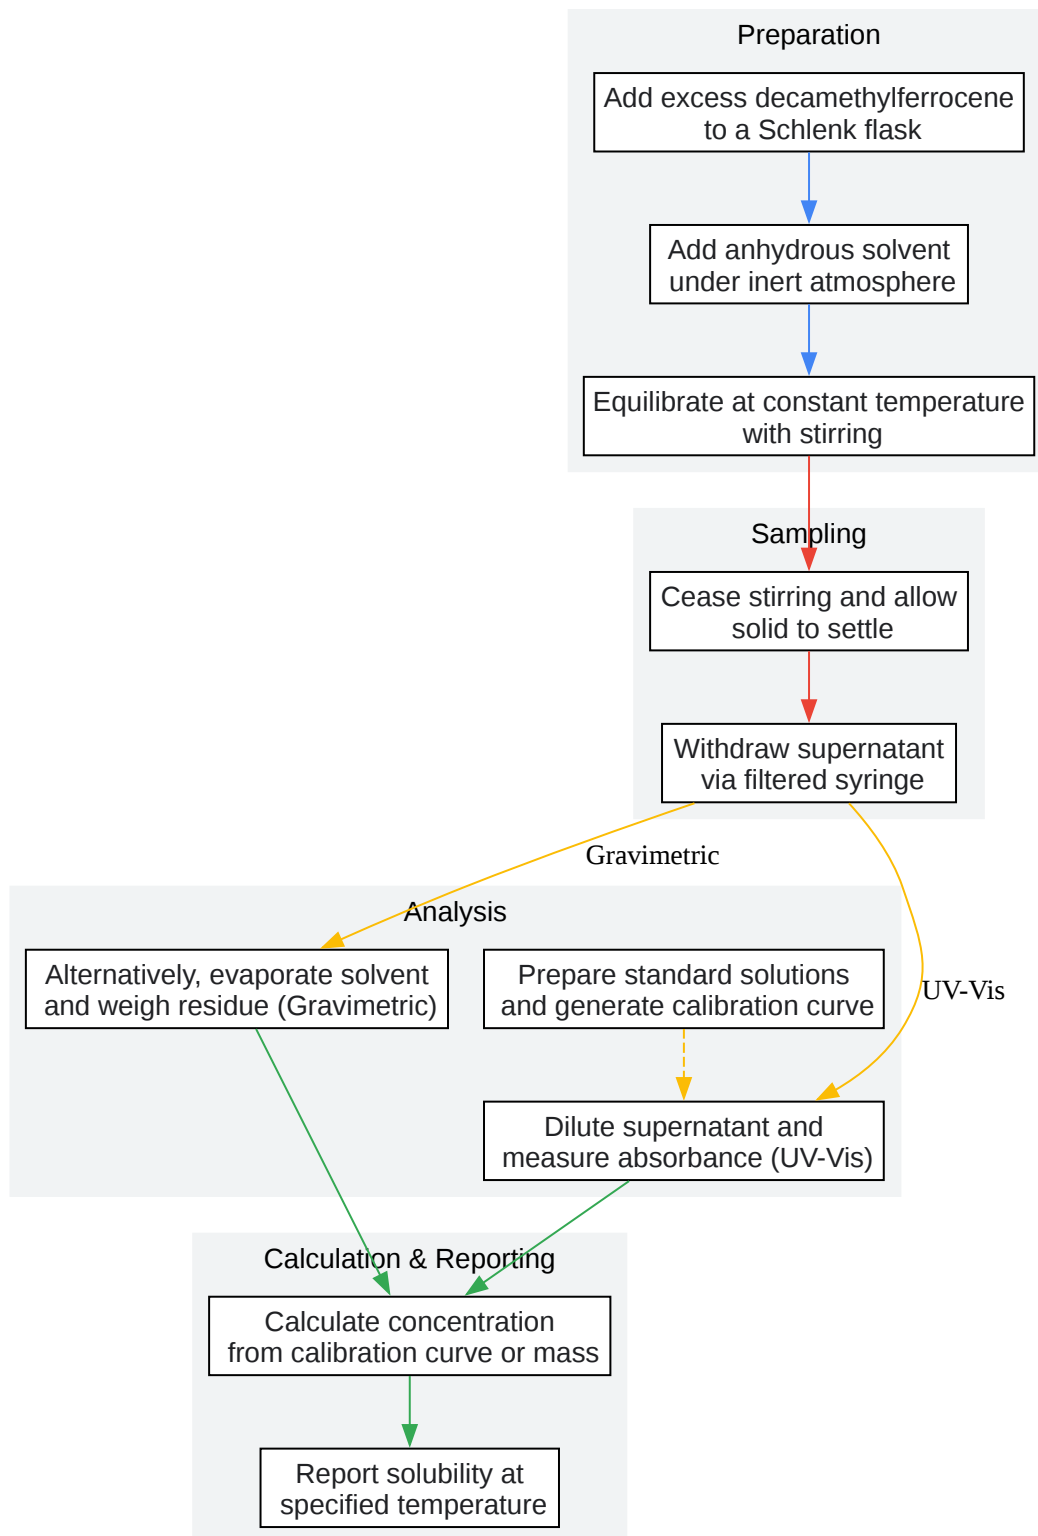 Preparation
Add excess decamethylferrocene
to a Schlenk flask
Add anhydrous solvent
under inert atmosphere
Equilibrate at constant temperature
with stirring
Sampling
Cease stirring and allow
solid to settle
Withdraw supernatant
via filtered syringe
Gravimetric
Analysis
Alternatively, evaporate solvent
and weigh residue (Gravimetric)
Prepare standard solutions
and generate calibration curve
UV-Vis
Dilute supernatant and
measure absorbance (UV-Vis)
Calculation & Reporting
Calculate concentration
from calibration curve or mass
Report solubility at
specified temperature